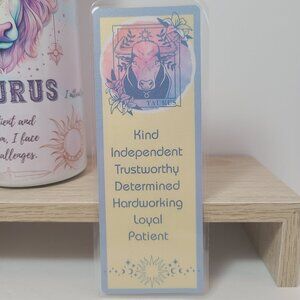 URUS
ient and
n, I face
allenges.
TAURUS
Kind
Independent
Trustworthy
Determined
Hardworking
Loyal
Patient